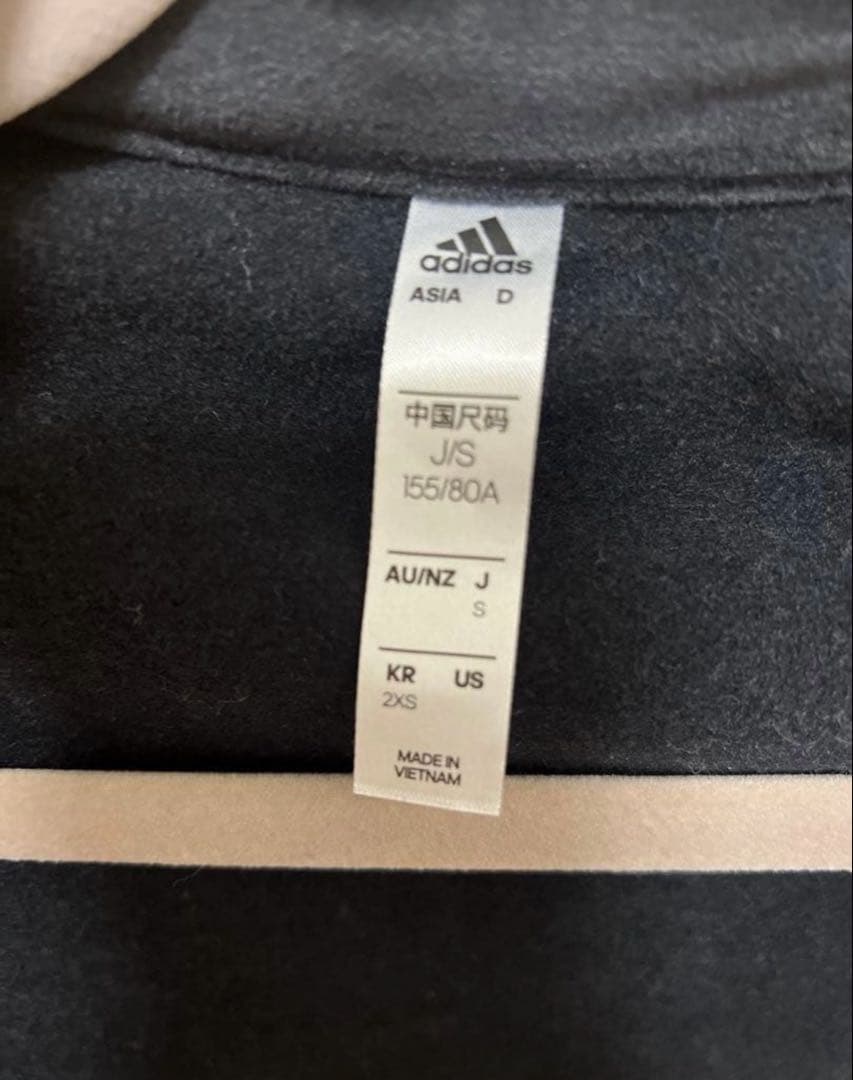 adidas
ASIA D
中国尺码
J/S
155/80A
AU/NZ J
S
KR US
2XS
MADE IN
VIETNAM